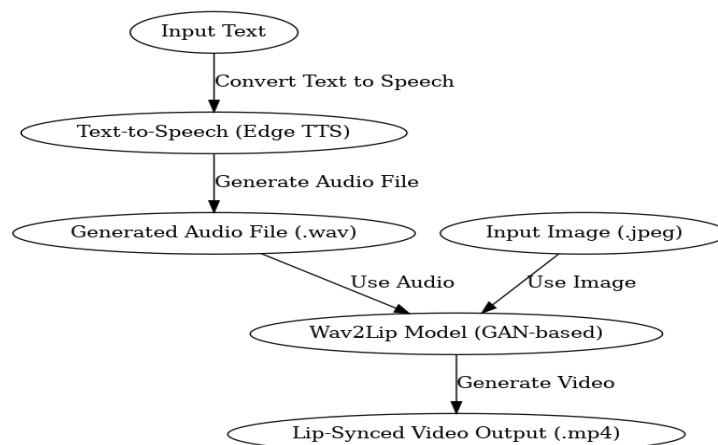 Input Text
Convert Text to Speech
Text-to-Speech (Edge TTS)
Generate Audio File
Generated Audio File (.wav)
Input Image (.jpeg)
Use Audio
Use Image
Wav2Lip Model (GAN-based)
Generate Video
Lip-Synced Video Output (.mp4)